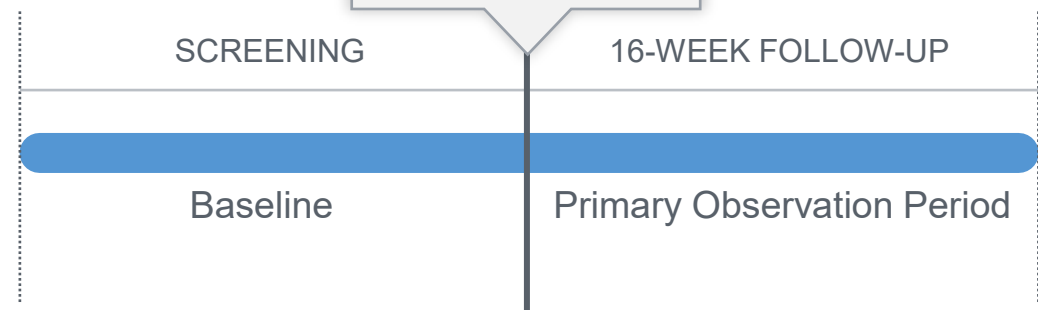 SCREENING
16-WEEK FOLLOW-UP
Baseline
Primary Observation Period